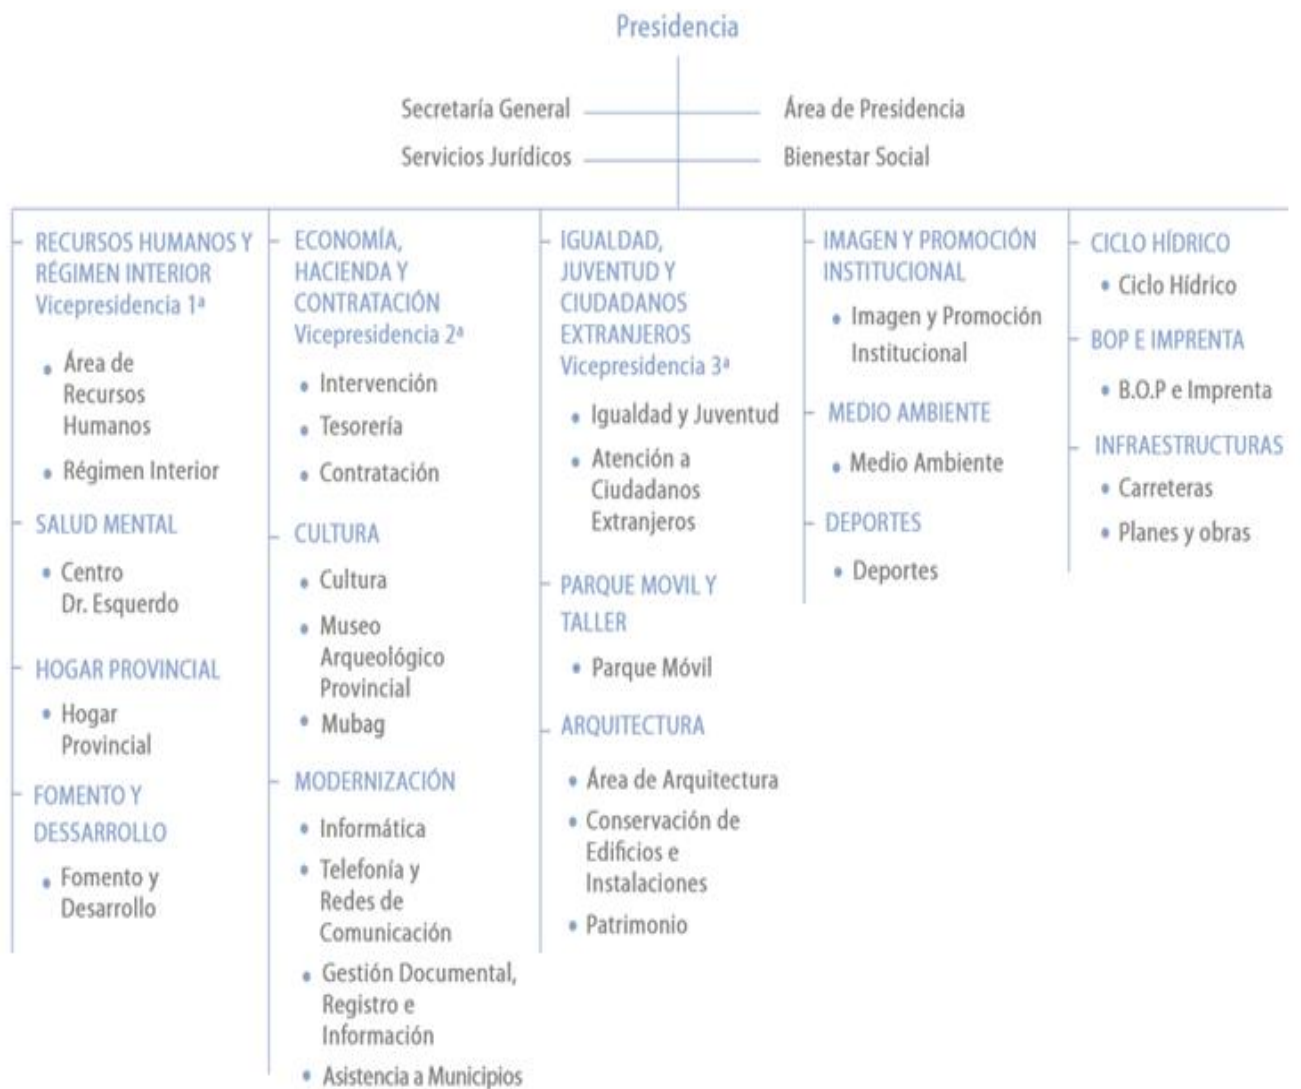 Presidencia
Secretaría General
Área de Presidencia
Servicios Jurídicos
Bienestar Social
RECURSOS HUMANOS Y
RÉGIMEN INTERIOR
Vicepresidencia 1ª
• Área de
Recursos
Humanos
• Régimen Interior
SALUD MENTAL
• Centro
Dr. Esquerdo
HOGAR PROVINCIAL
• Hogar
Provincial
FOMENTO Y
DESSARROLLO
• Fomento y
Desarrollo
ECONOMÍA,
HACIENDA Y
CONTRATACIÓN
Vicepresidencia 2ª
• Intervención
• Tesorería
• Contratación
CULTURA
• Cultura
• Museo
Arqueológico
Provincial
• Mubag
MODERNIZACIÓN
• Informática
• Telefonía y
Redes de
Comunicación
• Gestión Documental,
Registro e
Información
• Asistencia a Municipios
IGUALDAD,
JUVENTUD Y
CIUDADANOS
EXTRANJEROS
Vicepresidencia 3ª
• Igualdad y Juventud
• Atención a
Ciudadanos
Extranjeros
PARQUE MOVIL Y
TALLER
• Parque Móvil
ARQUITECTURA
• Área de Arquitectura
• Conservación de
Edificios e
Instalaciones
• Patrimonio
IMAGEN Y PROMOCIÓN
INSTITUCIONAL
• Imagen y Promoción
Institucional
MEDIO AMBIENTE
• Medio Ambiente
DEPORTES
• Deportes
CICLO HÍDRICO
• Ciclo Hídrico
BOP E IMPRENTA
• B.O.P e Imprenta
INFRAESTRUCTURAS
• Carreteras
• Planes y obras